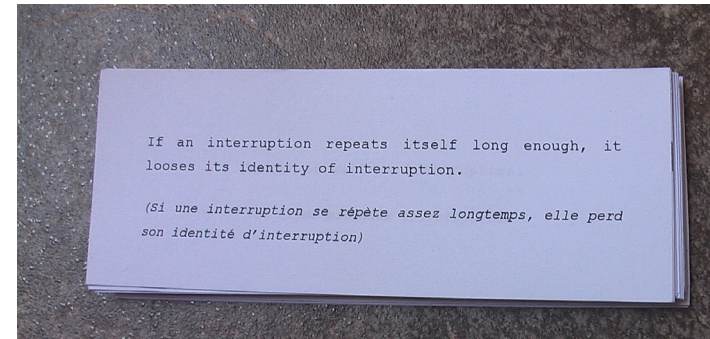 If an interruption repeats itself long enough, it
looses its identity of interruption.
(Si une interruption se répète assez longtemps, elle perd
son identité d'interruption)